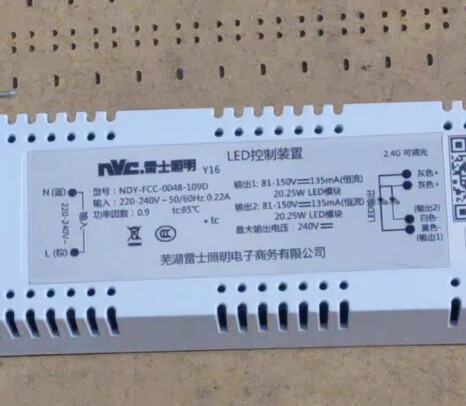 nvc.雷士照明 Y16
LED控制装置
2.4G 可调光
型号：NDY-FCC-0048-109D
输入：220-240V~50/60Hz 0.22A
功率因数：0.9 tc:85℃
• tc
输出1：81-150V⎓135mA(恒流)
20.25W LED模块
输出2：81-150V⎓135mA(恒流)
20.25W LED模块
最大输出电压：240V⎓
芜湖雷士照明电子商务有限公司
N (蓝)
220-240V~
输入
L (棕)
灰色+
灰色+
(输出2)
白色-
黄色-
(输出1)